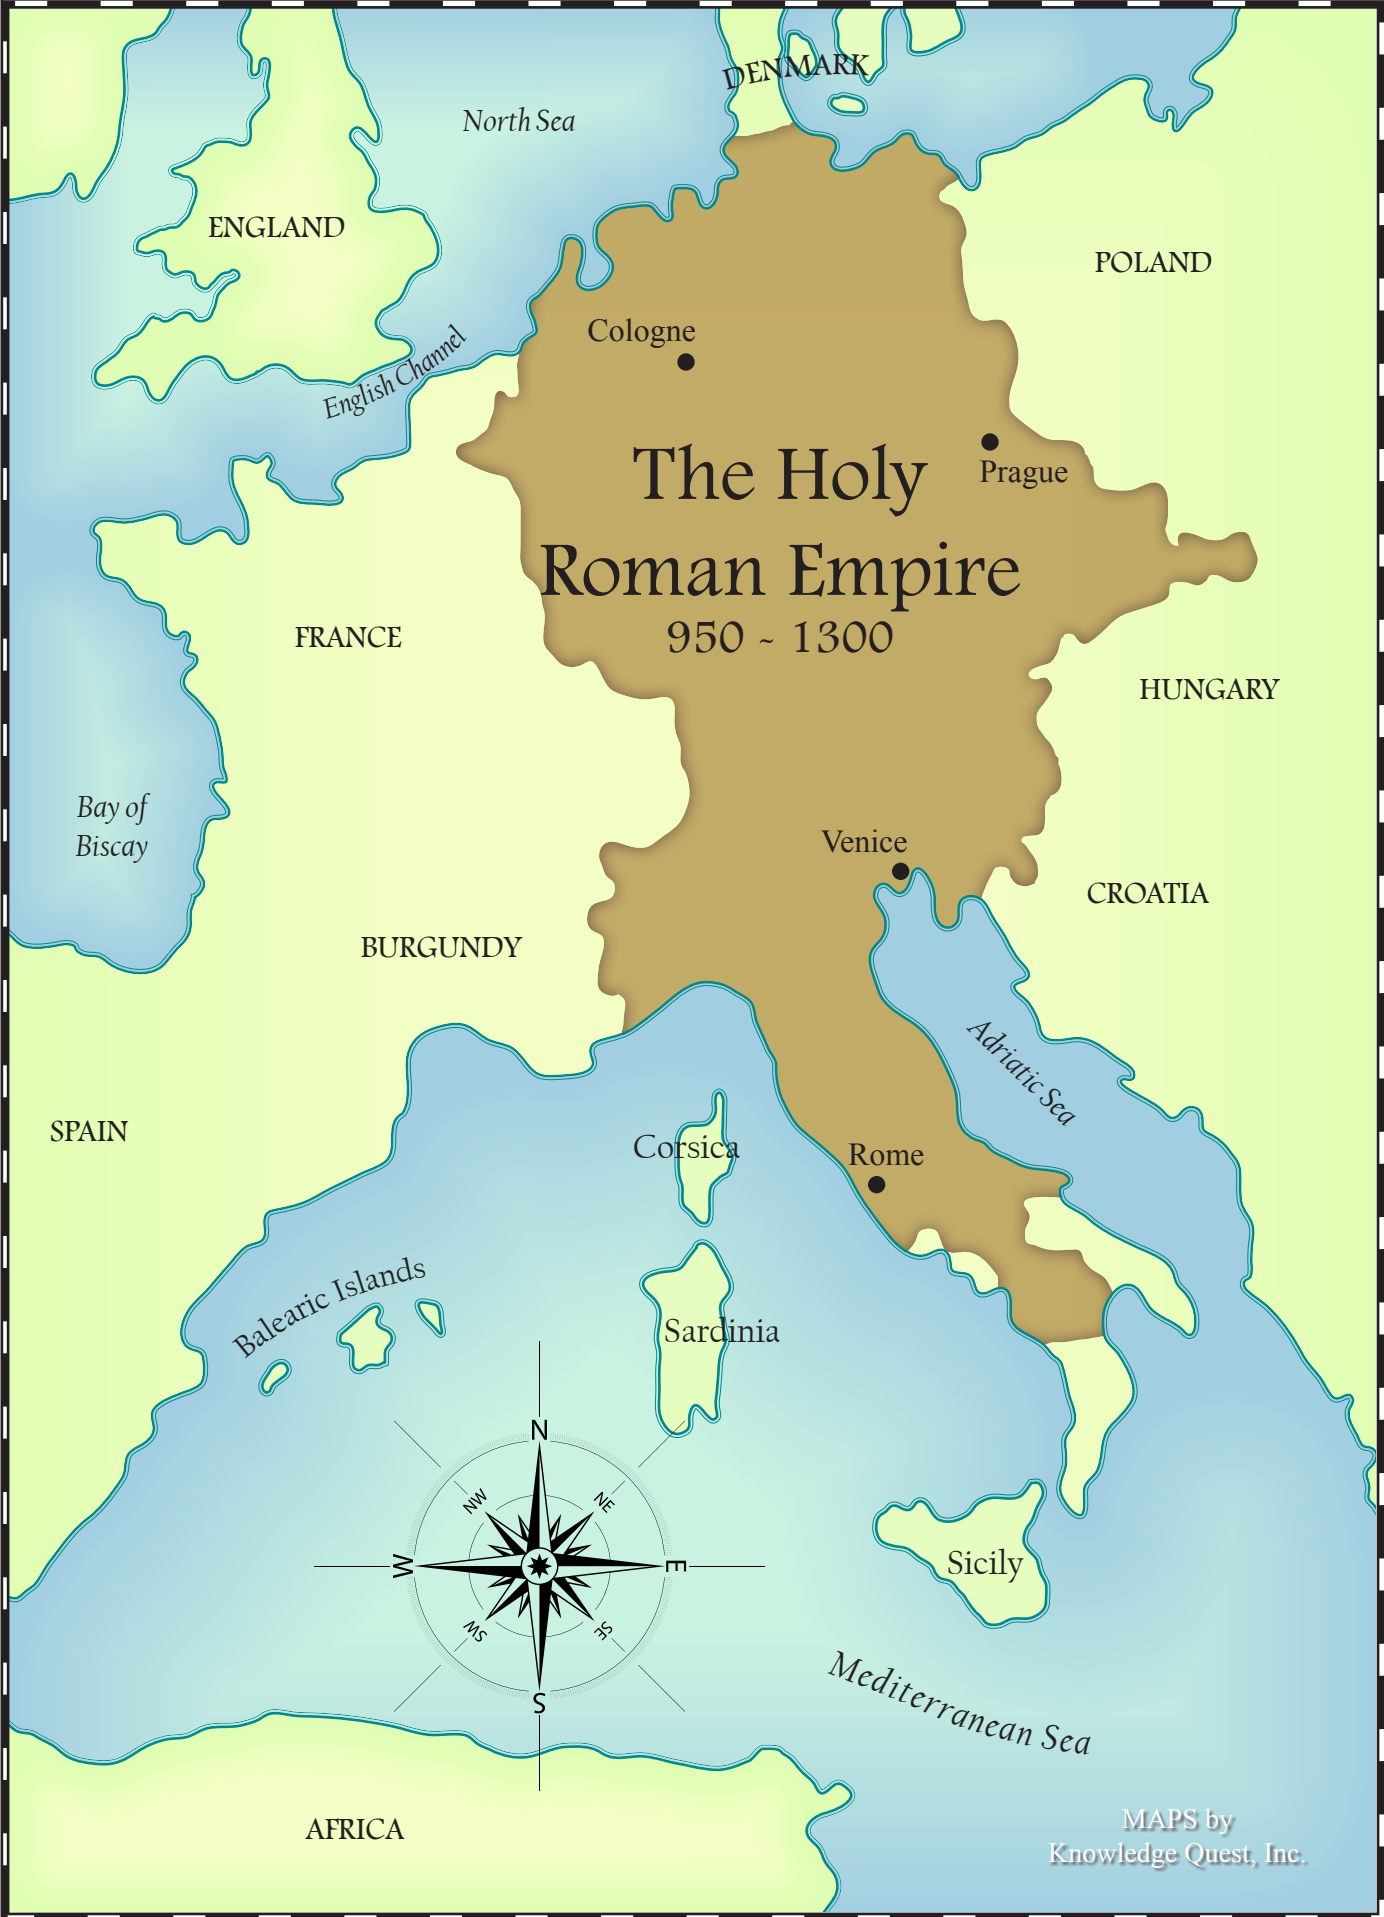 DENMARK
North Sea
ENGLAND
POLAND
Cologne
English Channel
The Holy
Roman Empire
950 ~ 1300
Prague
FRANCE
HUNGARY
Bay of
Biscay
Venice
CROATIA
BURGUNDY
Adriatic Sea
SPAIN
Corsica
Rome
Balearic Islands
Sardinia
N
NW
NE
W
E
SW
SE
S
Sicily
Mediterranean Sea
AFRICA
MAPS by
Knowledge Quest, Inc.